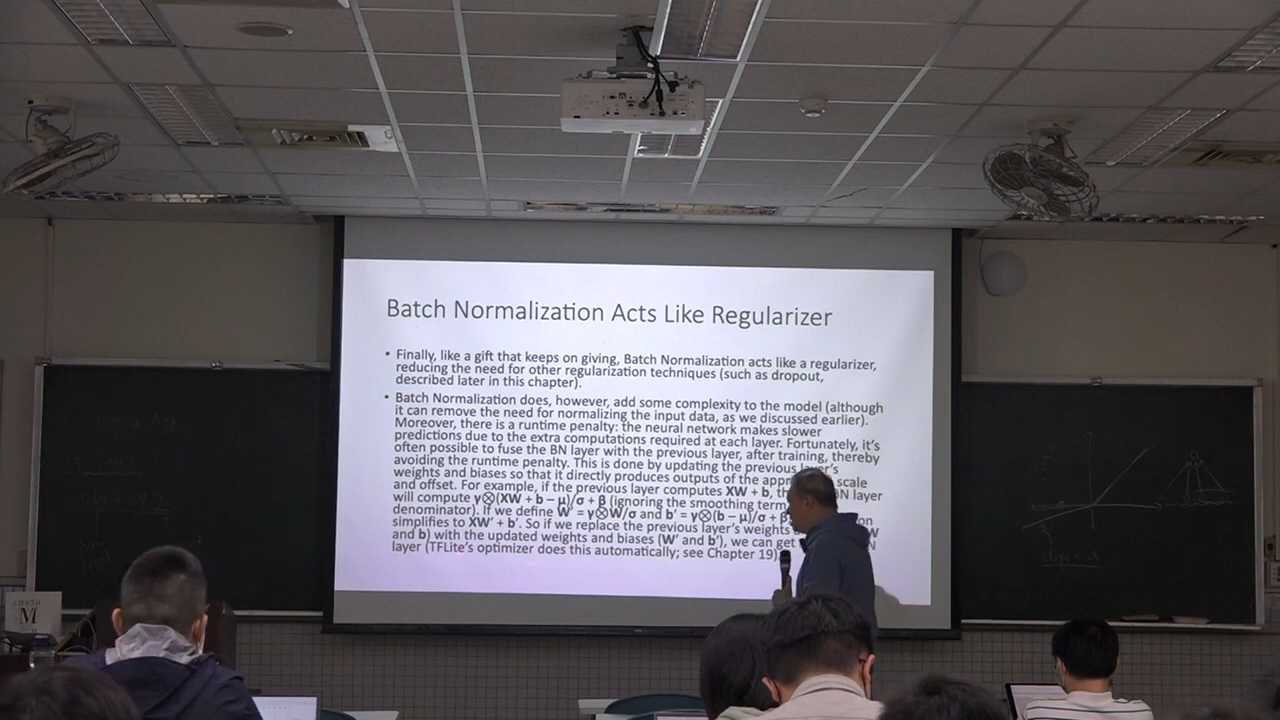 Batch Normalization Acts Like Regularizer
• Finally, like a gift that keeps on giving, Batch Normalization acts like a regularizer,
reducing the need for other regularization techniques (such as dropout,
described later in this chapter).
• Batch Normalization does, however, add some complexity to the model (although
it can remove the need for normalizing the input data, as we discussed earlier).
Moreover, there is a runtime penalty: the neural network makes slower
predictions due to the extra computations required at each layer. Fortunately, it's
often possible to fuse the BN layer with the previous layer, after training, thereby
avoiding the runtime penalty. This is done by updating the previous layer's
weights and biases so that it directly produces outputs of the scale
and offset. For example, if the previous layer computes XW + b, BN layer
will compute γ⊗(XW + b − μ)/σ + β (ignoring the smoothing term
denominator). If we define W′ = γ⊗W/σ and b′ = γ⊗(b − μ)/σ + β
simplifies to XW′ + b′. So if we replace the previous layer's weights W
and b) with the updated weights and biases (W′ and b′), we can get
layer (TFLite's optimizer does this automatically; see Chapter 19)
M